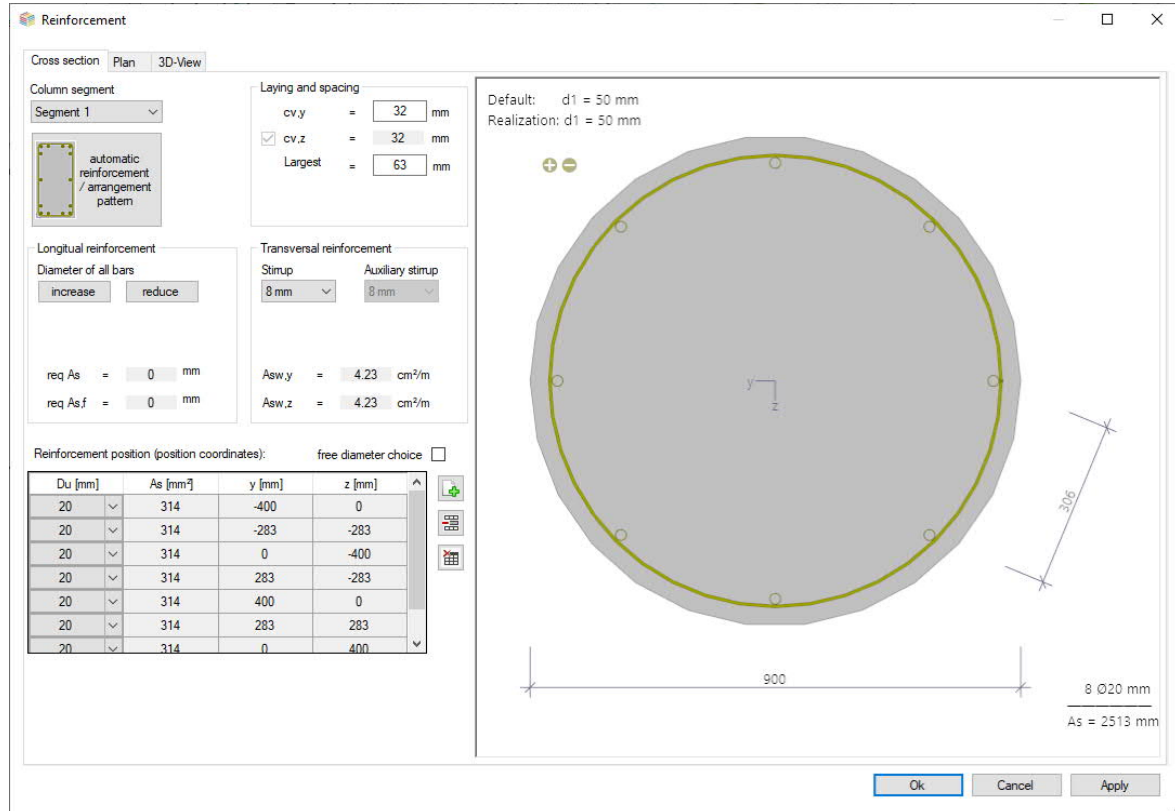 Reinforcement
Cross section Plan 3D-View
Column segment
Segment 1
automatic
reinforcement
/ arrangement
pattern
Laying and spacing
cv,y = 32 mm
cv,z = 32 mm
Largest = 63 mm
Longitual reinforcement
Diameter of all bars
increase reduce
req As = 0 mm
req As,f = 0 mm
Transversal reinforcement
Stirrup Auxiliary stirrup
8 mm 8 mm
Asw,y = 4.23 cm²/m
Asw,z = 4.23 cm²/m
Reinforcement position (position coordinates): free diameter choice
Du [mm] As [mm²] y [mm] z [mm]
20 314 -400 0
20 314 -283 -283
20 314 0 -400
20 314 283 -283
20 314 400 0
20 314 283 283
20 314 0 400
Default: d1 = 50 mm
Realization: d1 = 50 mm
y
z
306
900
8 Ø20 mm
As = 2513 mm
Ok Cancel Apply